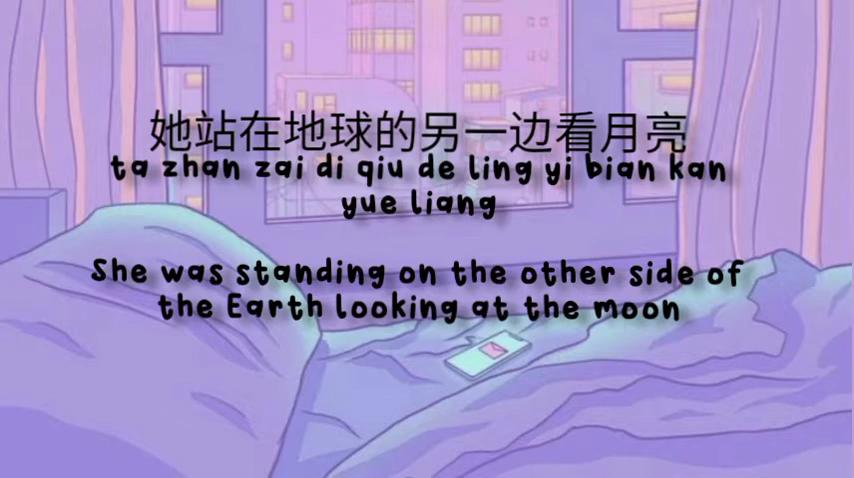 她站在地球的另一边看月亮
ta zhan zai di qiu de ling yi bian kan
yue liang
She was standing on the other side of
the Earth looking at the moon